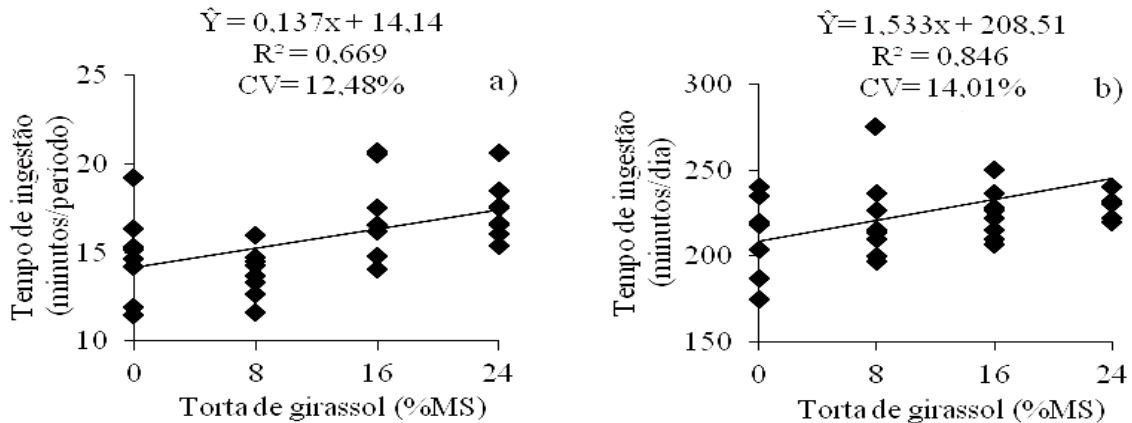 Ŷ = 0,137x + 14,14
R² = 0,669
CV= 12,48%
a)
25
20
15
10
Tempo de ingestão
(minutos/período)
0 8 16 24
Torta de girassol (%MS)
Ŷ= 1,533x + 208,51
R² = 0,846
CV= 14,01%
b)
300
250
200
150
Tempo de ingestão
(minutos/dia)
0 8 16 24
Torta de girassol (%MS)